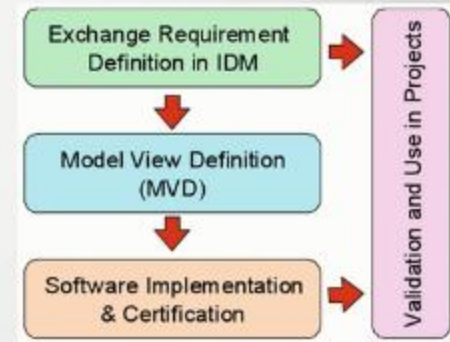 Exchange Requirement
Definition in IDM
Model View Definition
(MVD)
Software Implementation
& Certification
Validation and Use in Projects